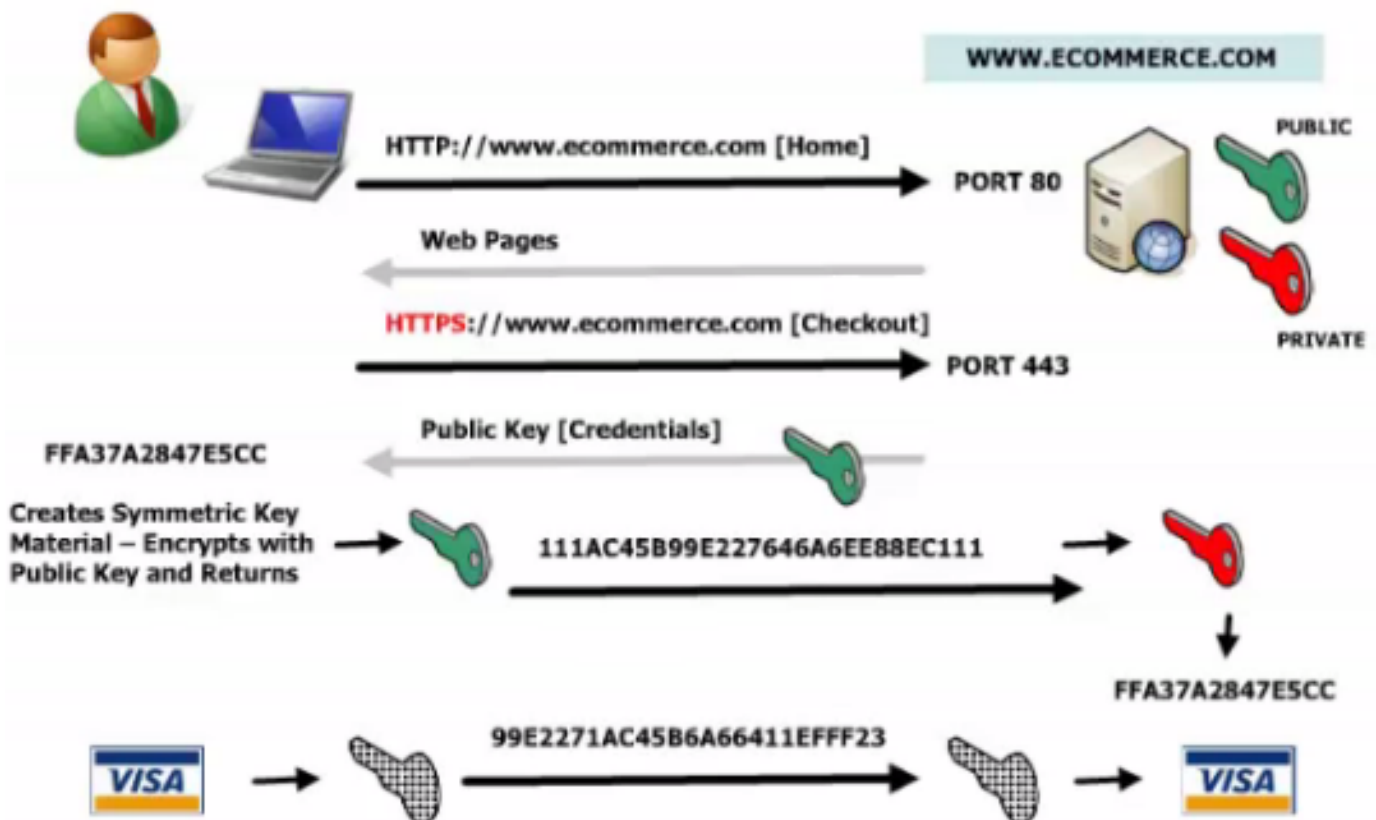 WWW.ECOMMERCE.COM
HTTP://www.ecommerce.com [Home]
PORT 80
PUBLIC
Web Pages
HTTPS://www.ecommerce.com [Checkout]
PORT 443
PRIVATE
Public Key [Credentials]
FFA37A2847E5CC
Creates Symmetric Key
Material – Encrypts with
Public Key and Returns
111AC45B99E227646A6EE88EC111
FFA37A2847E5CC
99E2271AC45B6A66411EFFF23
VISA
VISA